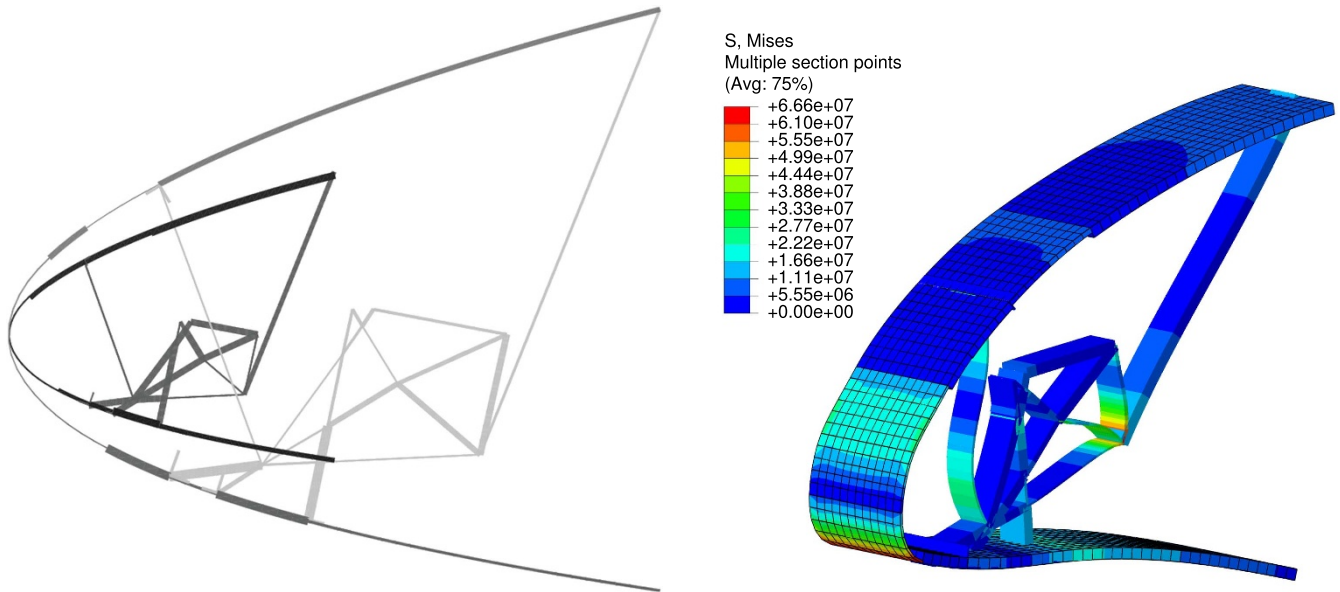 S, Mises
Multiple section points
(Avg: 75%)
+6.66e+07
+6.10e+07
+5.55e+07
+4.99e+07
+4.44e+07
+3.88e+07
+3.33e+07
+2.77e+07
+2.22e+07
+1.66e+07
+1.11e+07
+5.55e+06
+0.00e+00